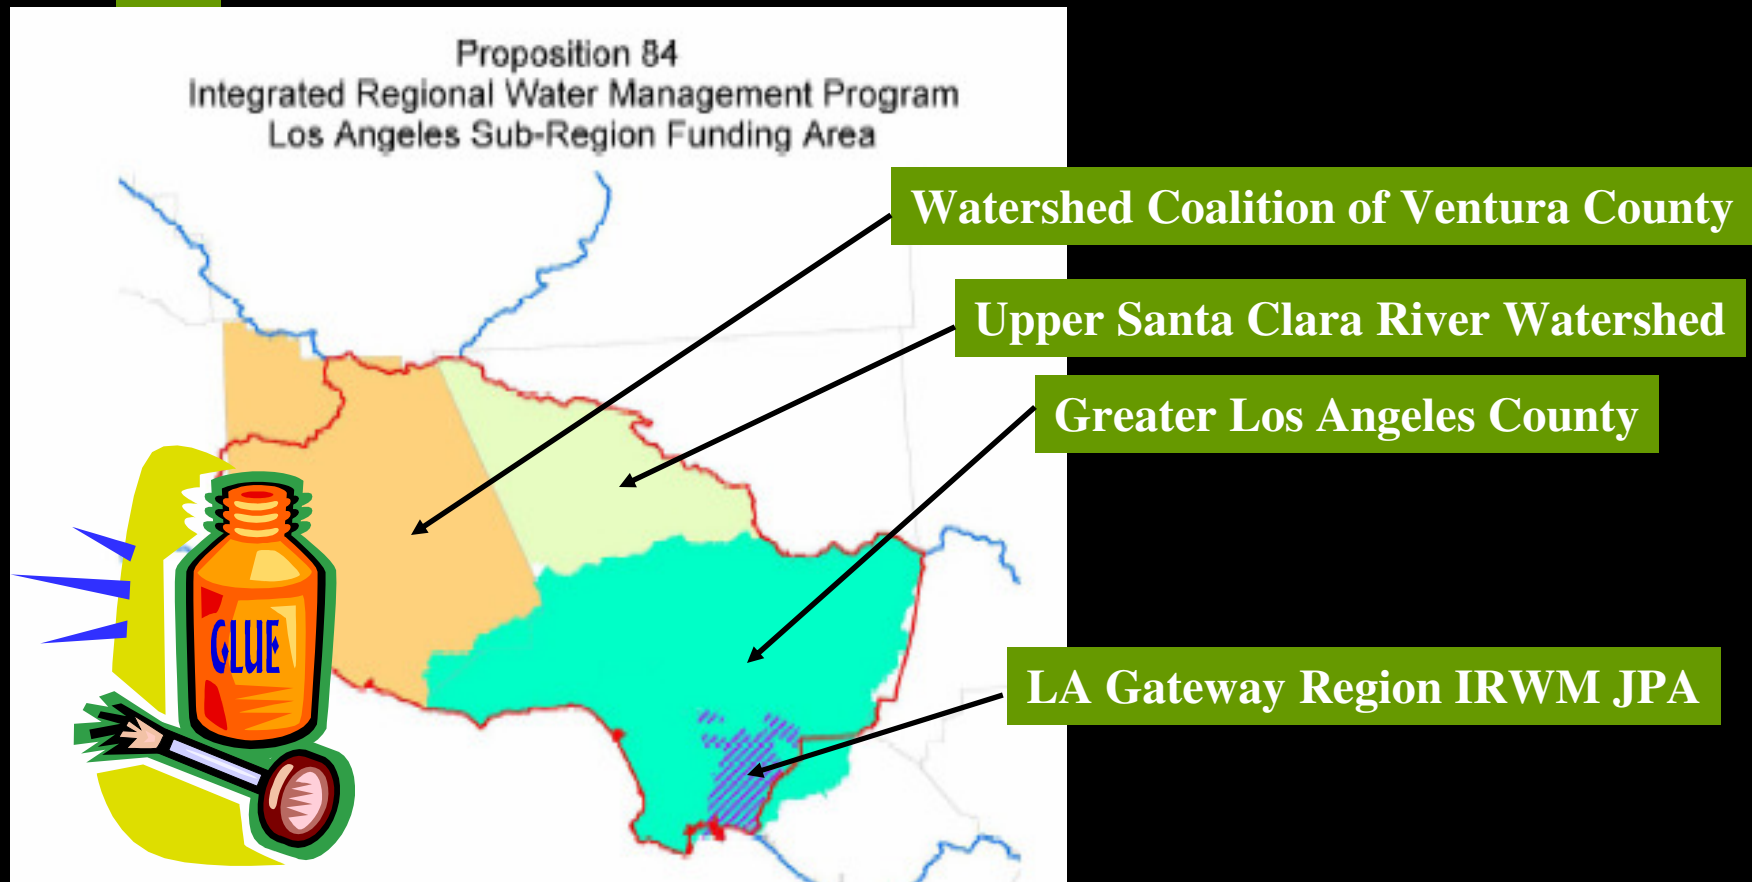 Proposition 84
Integrated Regional Water Management Program
Los Angeles Sub-Region Funding Area
Watershed Coalition of Ventura County
Upper Santa Clara River Watershed
Greater Los Angeles County
GLUE
LA Gateway Region IRWM JPA